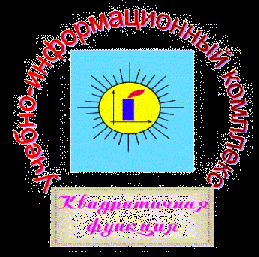 Учебно-информационный комплекс
Квадратичная
функция